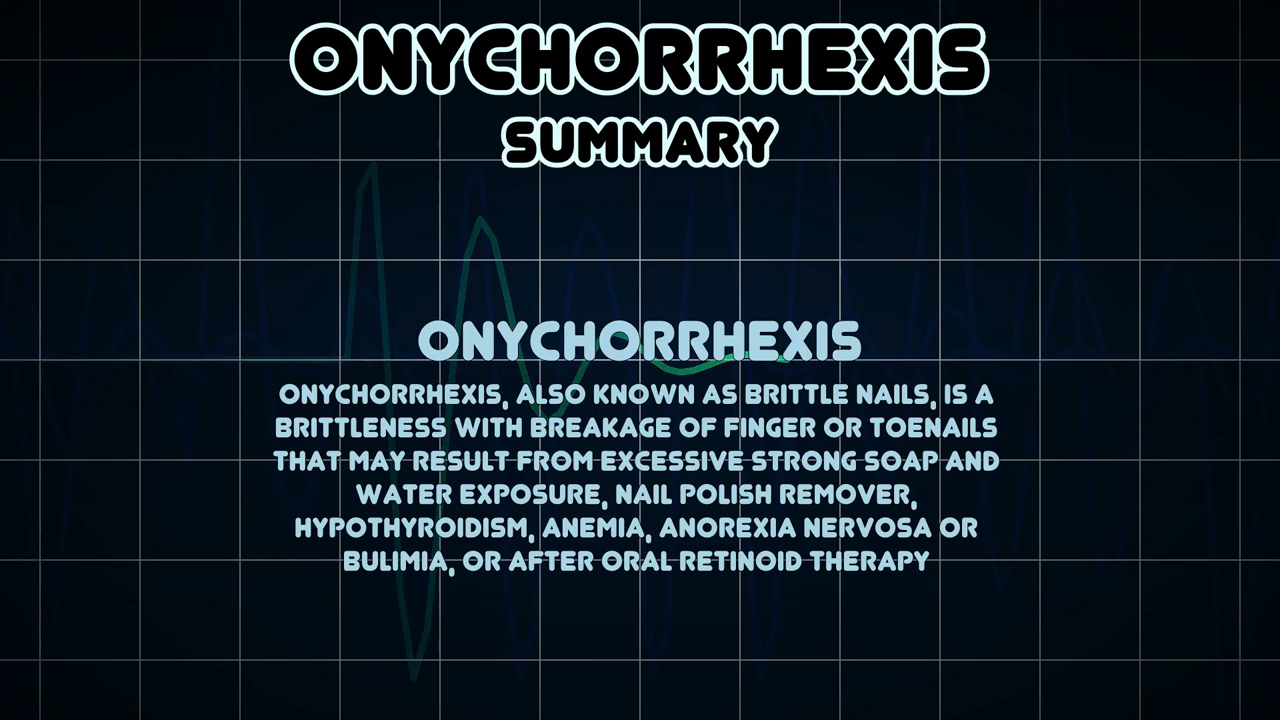 ONYCHORRHEXIS
SUMMARY
ONYCHORRHEXIS
ONYCHORRHEXIS, ALSO KNOWN AS BRITTLE NAILS, IS A
BRITTLENESS WITH BREAKAGE OF FINGER OR TOENAILS
THAT MAY RESULT FROM EXCESSIVE STRONG SOAP AND
WATER EXPOSURE, NAIL POLISH REMOVER,
HYPOTHYROIDISM, ANEMIA, ANOREXIA NERVOSA OR
BULIMIA, OR AFTER ORAL RETINOID THERAPY